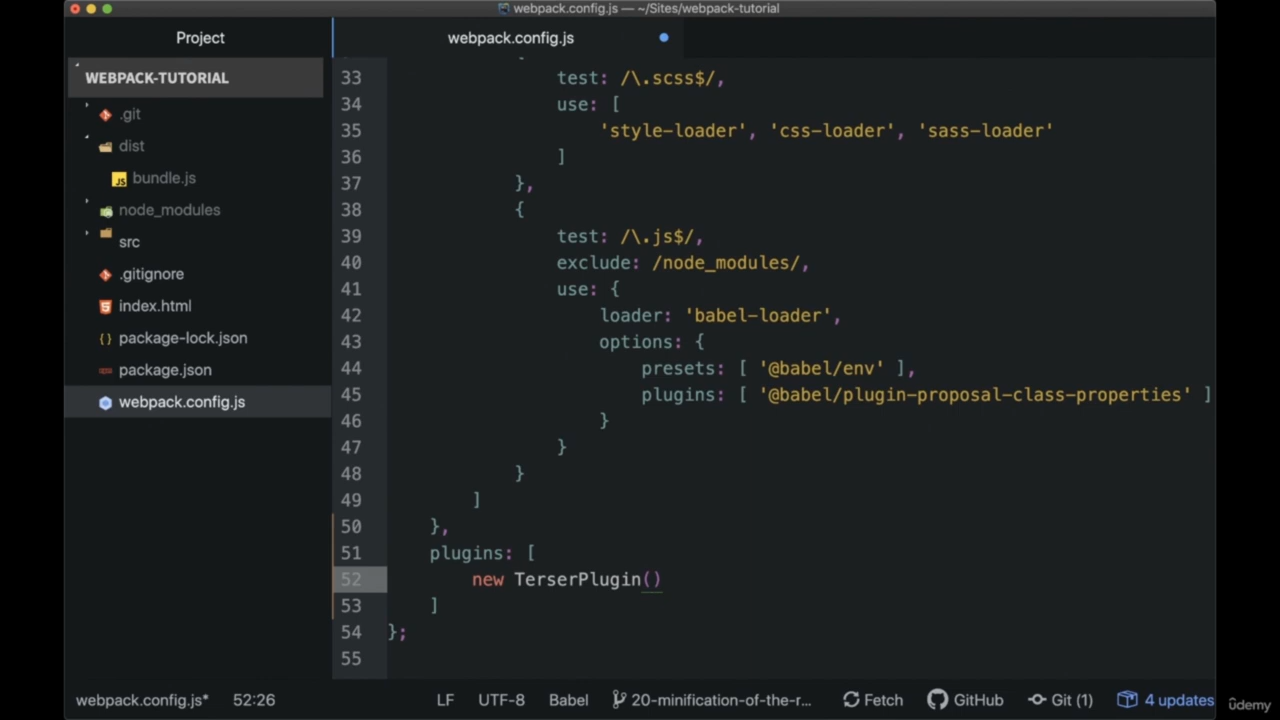 webpack.config.js — ~/Sites/webpack-tutorial
Project
webpack.config.js
WEBPACK-TUTORIAL
.git
dist
bundle.js
node_modules
src
.gitignore
index.html
package-lock.json
package.json
webpack.config.js
33 test: /\.scss$/,
34 use: [
35 'style-loader', 'css-loader', 'sass-loader'
36 ]
37 },
38 {
39 test: /\.js$/,
40 exclude: /node_modules/,
41 use: {
42 loader: 'babel-loader',
43 options: {
44 presets: [ '@babel/env' ],
45 plugins: [ '@babel/plugin-proposal-class-properties' ]
46 }
47 }
48 }
49 ]
50 },
51 plugins: [
52 new TerserPlugin()
53 ]
54 };
55
webpack.config.js* 52:26 LF UTF-8 Babel 20-minification-of-the-r... Fetch GitHub Git (1) 4 updates
ûdemy